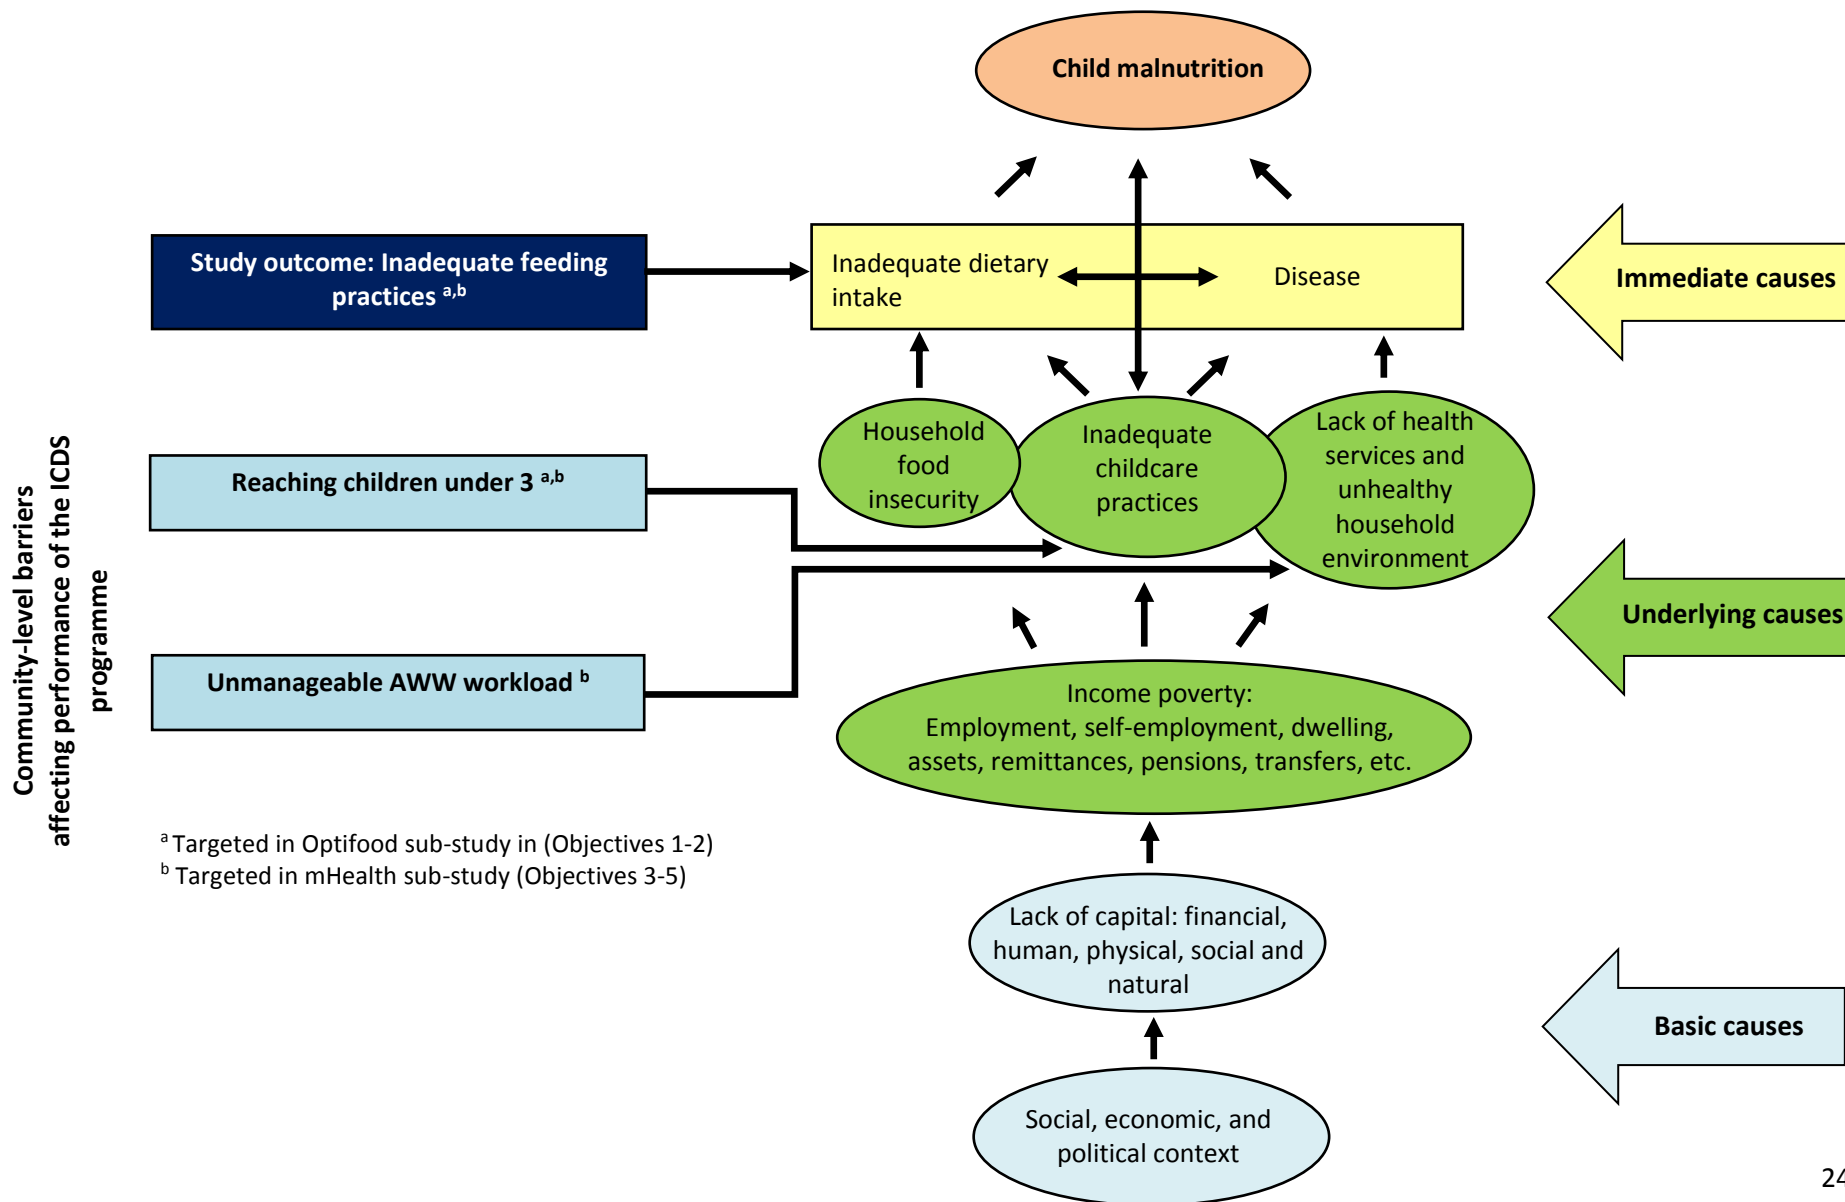 Child malnutrition
Study outcome: Inadequate feeding
practices a,b
Inadequate dietary
intake
Disease
Immediate causes
Community-level barriers
affecting performance of the ICDS
programme
Reaching children under 3 a,b
Household
food
insecurity
Inadequate
childcare
practices
Lack of health
services and
unhealthy
household
environment
Underlying causes
Unmanageable AWW workload b
Income poverty:
Employment, self-employment, dwelling,
assets, remittances, pensions, transfers, etc.
a Targeted in Optifood sub-study in (Objectives 1-2)
b Targeted in mHealth sub-study (Objectives 3-5)
Lack of capital: financial,
human, physical, social and
natural
Basic causes
Social, economic, and
political context
24